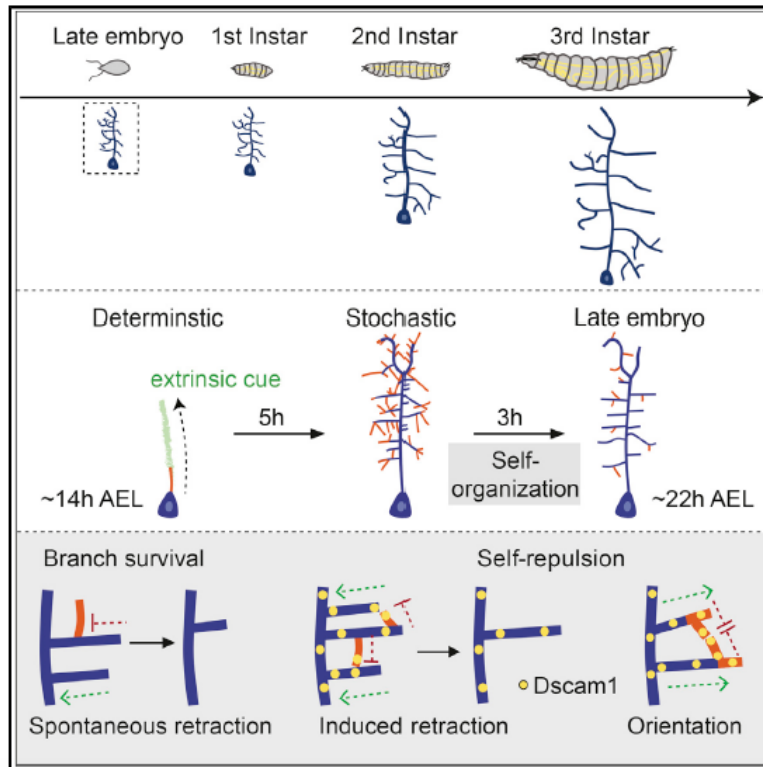 Late embryo 1st Instar 2nd Instar 3rd Instar
Determinstic Stochastic Late embryo
extrinsic cue
5h 3h
Self-
organization
~14h AEL ~22h AEL
Branch survival Self-repulsion
Dscam1
Spontaneous retraction Induced retraction Orientation